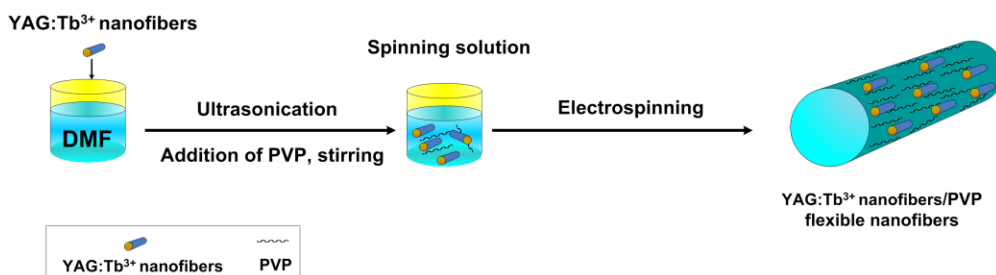 YAG:Tb³⁺ nanofibers
DMF
Ultrasonication
Addition of PVP, stirring
Spinning solution
Electrospinning
YAG:Tb³⁺ nanofibers/PVP
flexible nanofibers
YAG:Tb³⁺ nanofibers
PVP